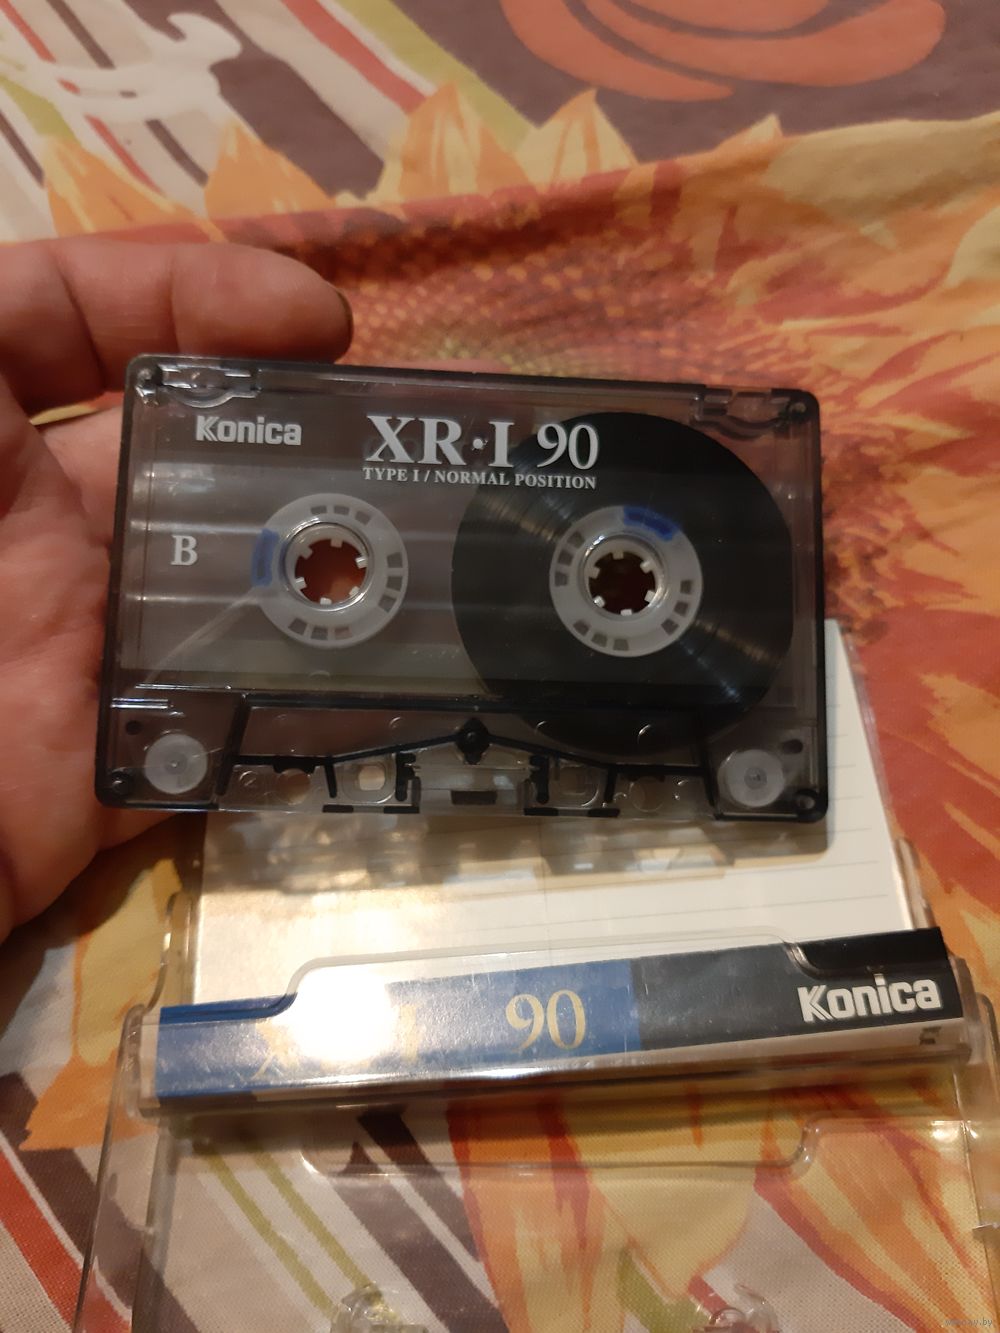 Konica
XR·I 90
TYPE I / NORMAL POSITION
B
90
Konica